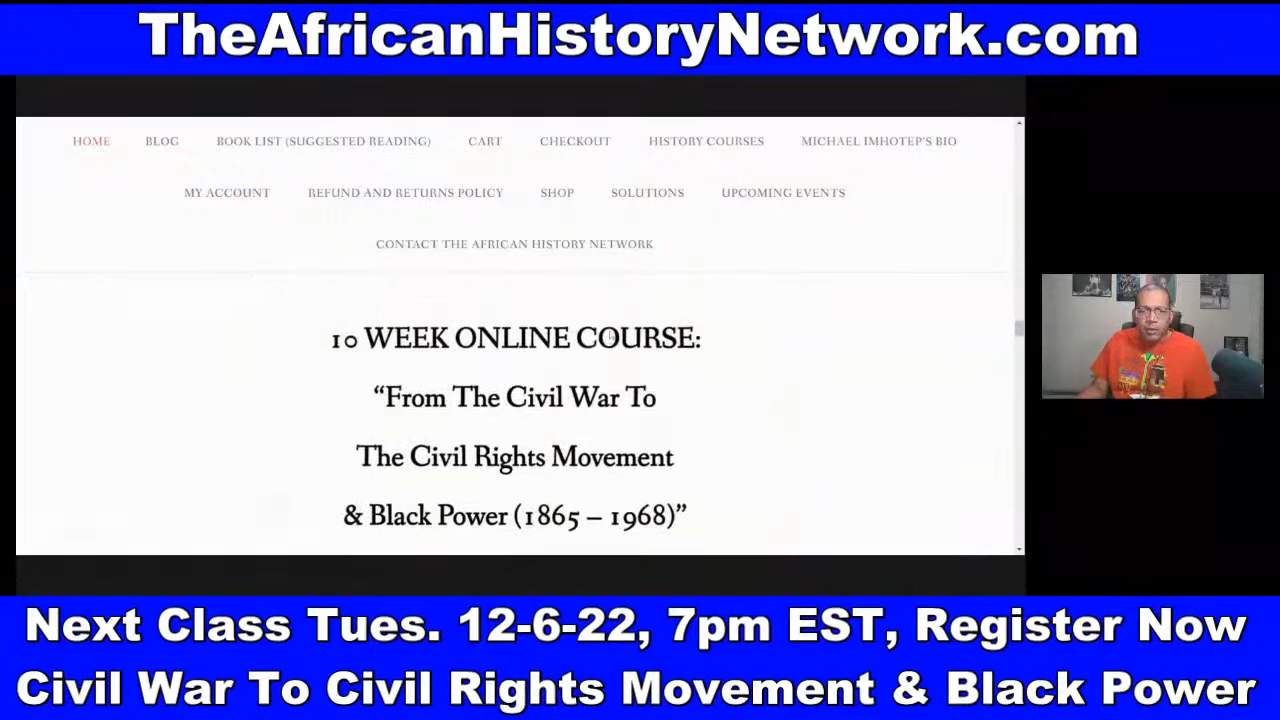 TheAfricanHistoryNetwork.com
HOME BLOG BOOK LIST (SUGGESTED READING) CART CHECKOUT HISTORY COURSES MICHAEL IMHOTEP'S BIO
MY ACCOUNT REFUND AND RETURNS POLICY SHOP SOLUTIONS UPCOMING EVENTS
CONTACT THE AFRICAN HISTORY NETWORK
10 WEEK ONLINE COURSE:
“From The Civil War To
The Civil Rights Movement
& Black Power (1865 – 1968)”
Next Class Tues. 12-6-22, 7pm EST, Register Now
Civil War To Civil Rights Movement & Black Power